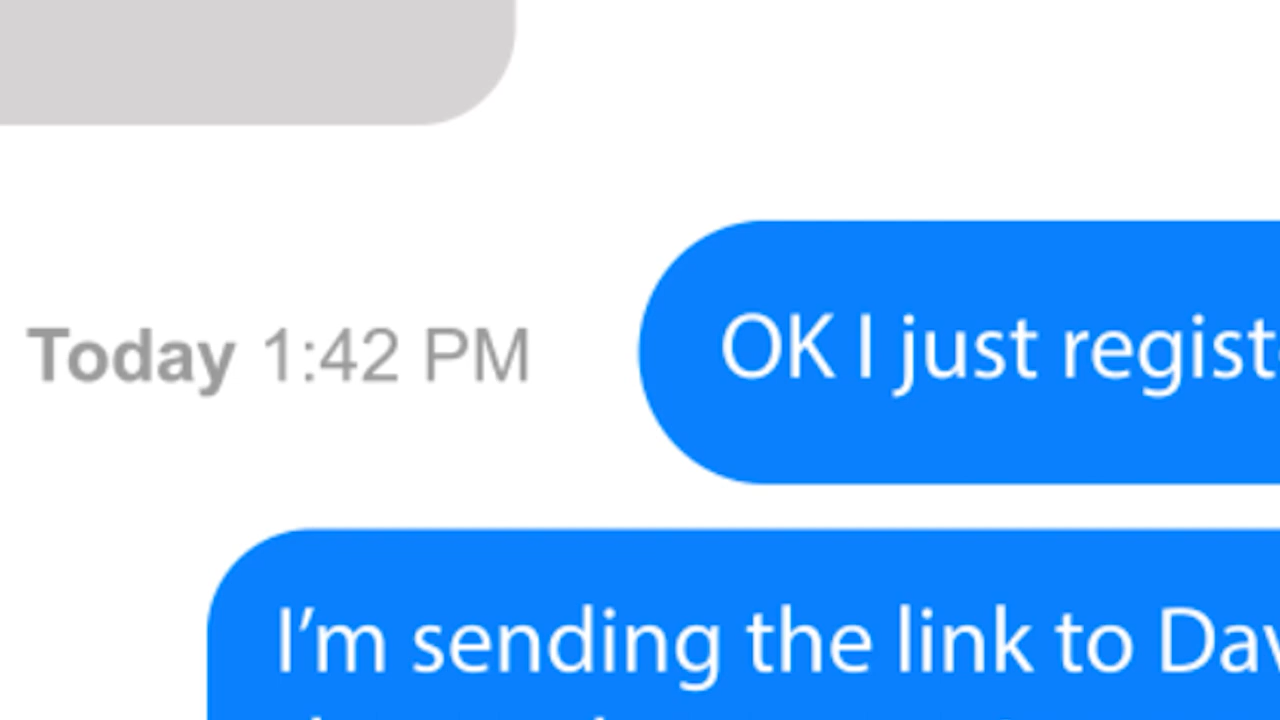 Today 1:42 PM
OK I just regist
I’m sending the link to Dav